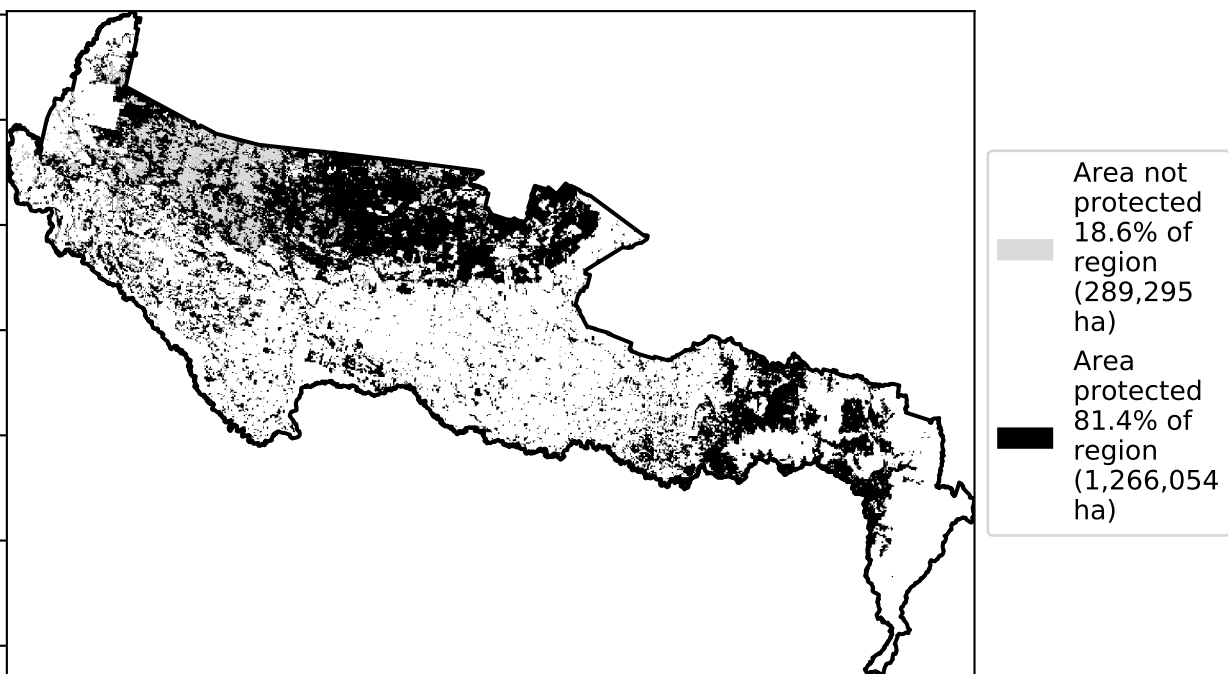 Area not
protected
18.6% of
region
(289,295
ha)
Area
protected
81.4% of
region
(1,266,054
ha)